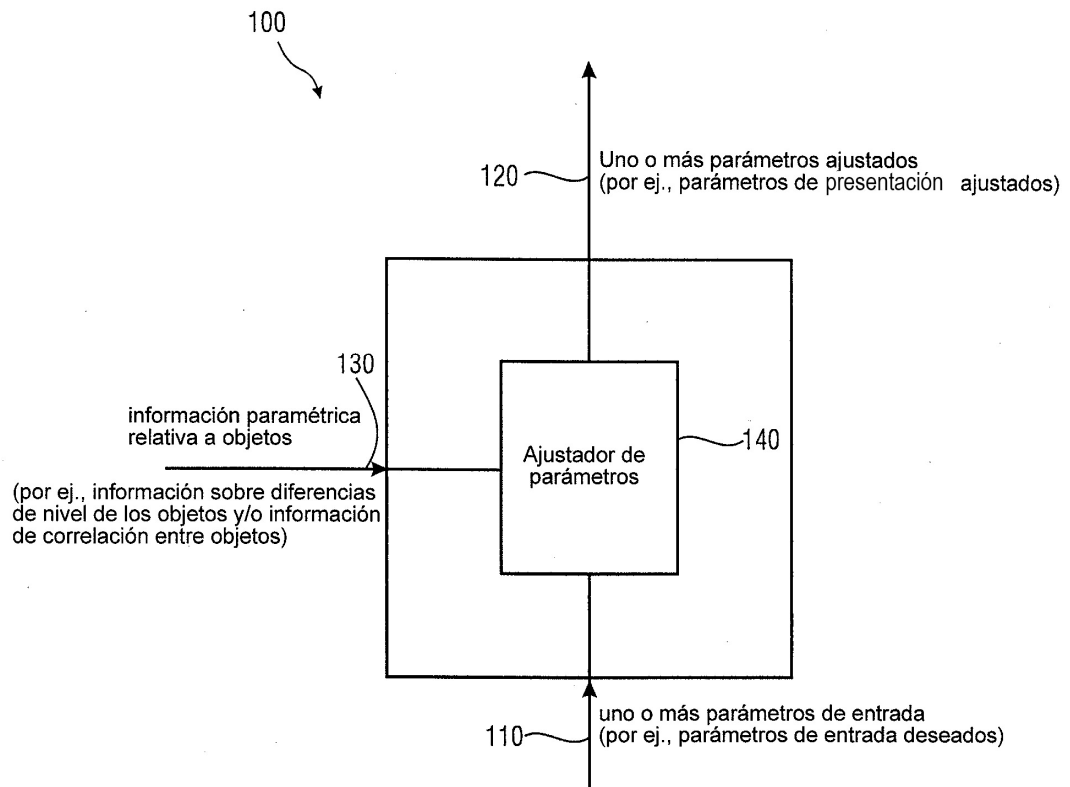 100
120
Uno o más parámetros ajustados
(por ej., parámetros de presentación ajustados)
130
información paramétrica
relativa a objetos
(por ej., información sobre diferencias
de nivel de los objetos y/o información
de correlación entre objetos)
Ajustador de
parámetros
140
110
uno o más parámetros de entrada
(por ej., parámetros de entrada deseados)